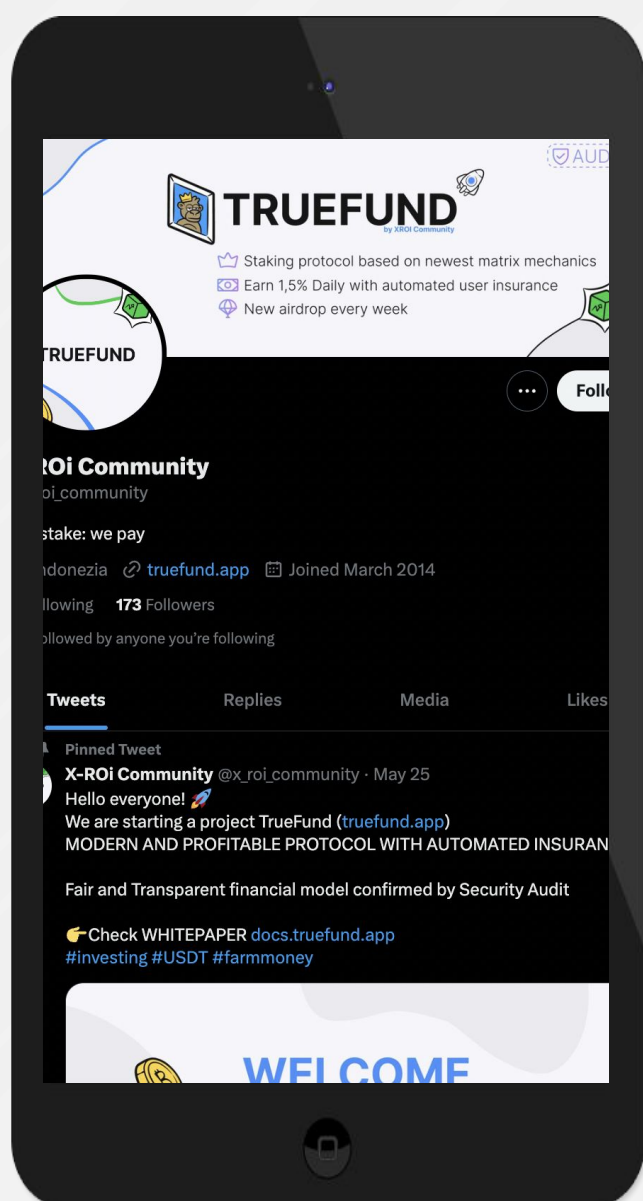 AUD
TRUEFUND
by XROI Community
Staking protocol based on newest matrix mechanics
Earn 1,5% Daily with automated user insurance
New airdrop every week
TRUEFUND
Follo
ROi Community
oi_community
stake: we pay
ndonezia truefund.app Joined March 2014
llowing 173 Followers
ollowed by anyone you're following
Tweets Replies Media Likes
Pinned Tweet
X-ROi Community @x_roi_community · May 25
Hello everyone! 🚀
We are starting a project TrueFund (truefund.app)
MODERN AND PROFITABLE PROTOCOL WITH AUTOMATED INSURAN
Fair and Transparent financial model confirmed by Security Audit
👉Check WHITEPAPER docs.truefund.app
#investing #USDT #farmmoney
WELCOME